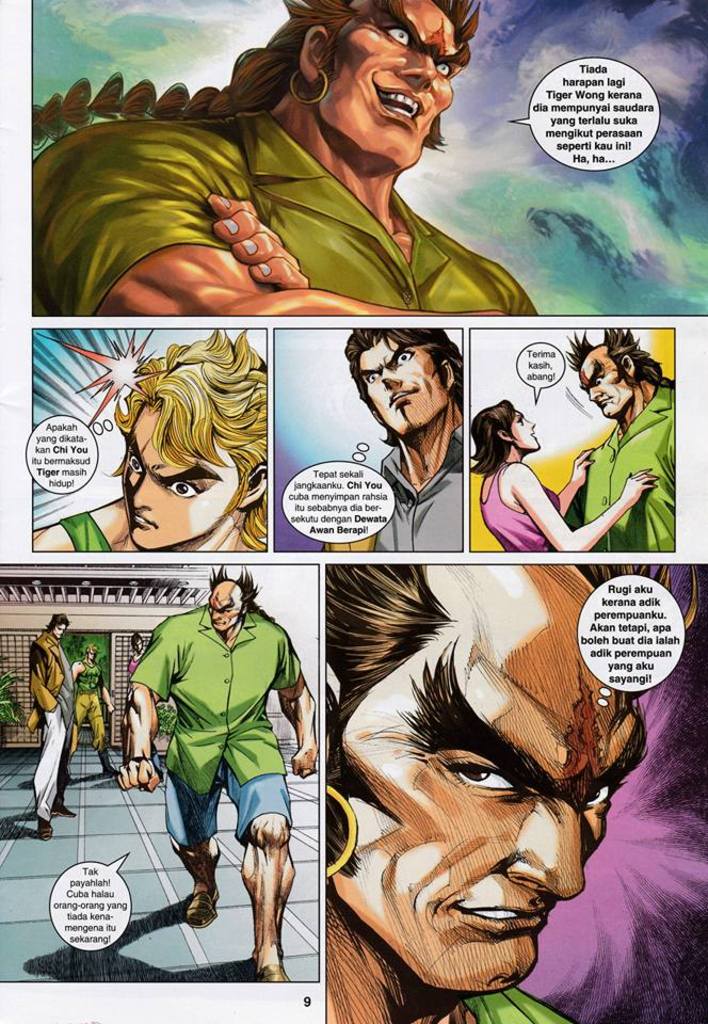 Tiada
harapan lagi
Tiger Wong kerana
dia mempunyai saudara
yang terlalu suka
mengikut perasaan
seperti kau ini!
Ha, ha...
Apakah
yang dikata-
kan Chi You
itu bermaksud
Tiger masih
hidup!
Tepat sekali
jangkaanku. Chi You
cuba menyimpan rahsia
itu sebabnya dia ber-
sekutu dengan Dewata
Awan Berapi!
Terima
kasih,
abang!
Tak
payahlah!
Cuba halau
orang-orang yang
tiada kena-
mengena itu
sekarang!
Rugi aku
kerana adik
perempuanku.
Akan tetapi, apa
boleh buat dia ialah
adik perempuan
yang aku
sayangi!
9